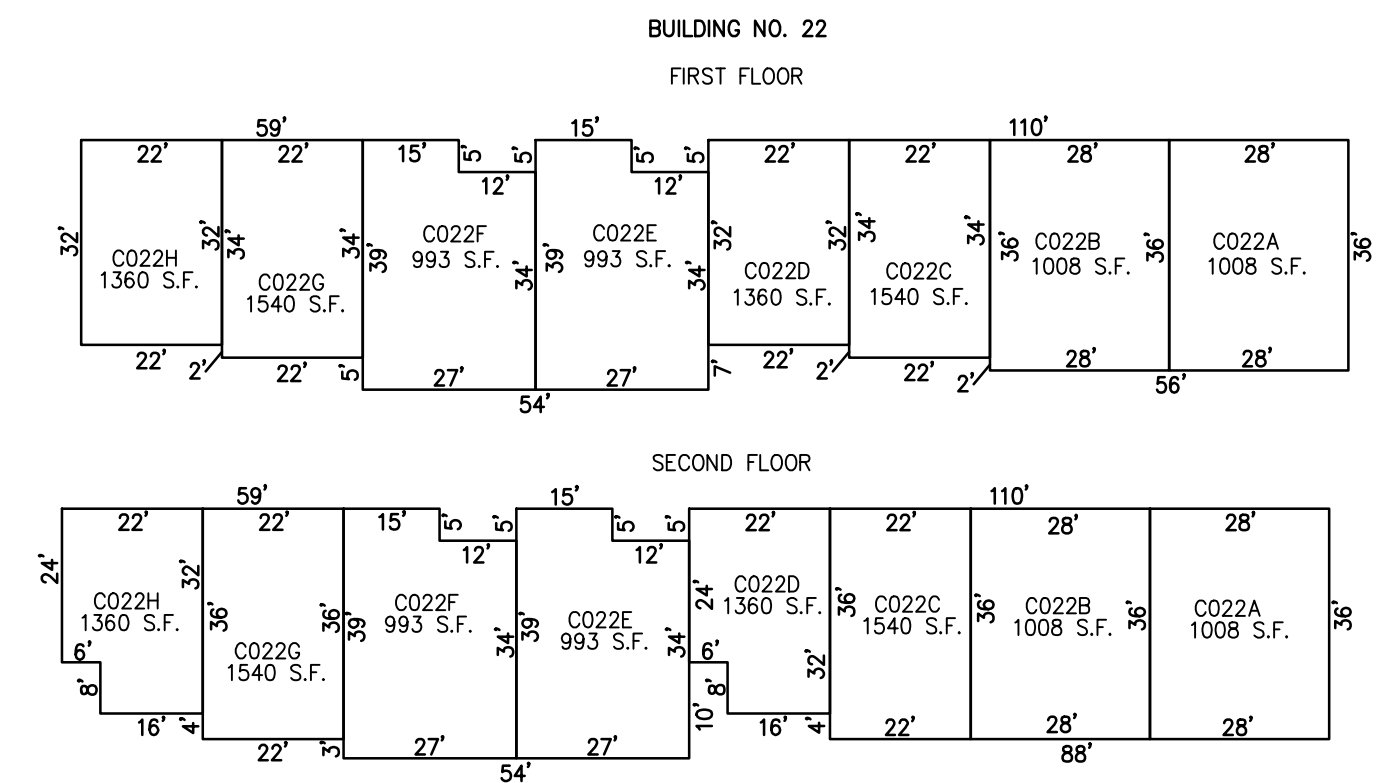 BUILDING NO. 22
FIRST FLOOR
59' 15' 110'
22' 22' 15' 5' 5' 12' 5' 5' 12' 22' 22' 28' 28'
32' 32' 34' 34' 39' 34' 39' 34' 32' 32' 34' 34' 36' 36' 36'
C022H
1360 S.F.
C022G
1540 S.F.
C022F
993 S.F.
C022E
993 S.F.
C022D
1360 S.F.
C022C
1540 S.F.
C022B
1008 S.F.
C022A
1008 S.F.
22' 2' 22' 5' 27' 27' 7' 22' 2' 22' 2' 28' 28'
54' 56'
SECOND FLOOR
59' 15' 110'
22' 22' 15' 5' 5' 12' 5' 5' 12' 22' 22' 28' 28'
24' 32' 36' 36' 39' 34' 39' 34' 24' 32' 36' 36' 36' 36'
C022H
1360 S.F.
C022G
1540 S.F.
C022F
993 S.F.
C022E
993 S.F.
C022D
1360 S.F.
C022C
1540 S.F.
C022B
1008 S.F.
C022A
1008 S.F.
6' 8' 16' 4' 22' 3' 27' 27' 10' 6' 8' 16' 4' 22' 28' 28'
54' 88'